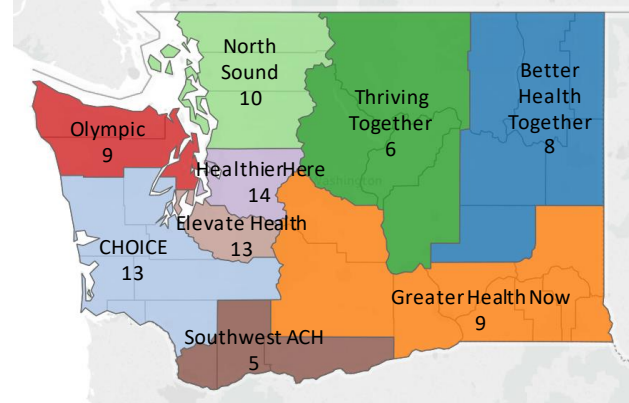 North
Sound
10
Thriving
Together
6
Better
Health
Together
8
Olympic
9
HealthierHere
14
Elevate Health
13
CHOICE
13
Greater Health Now
9
Southwest ACH
5